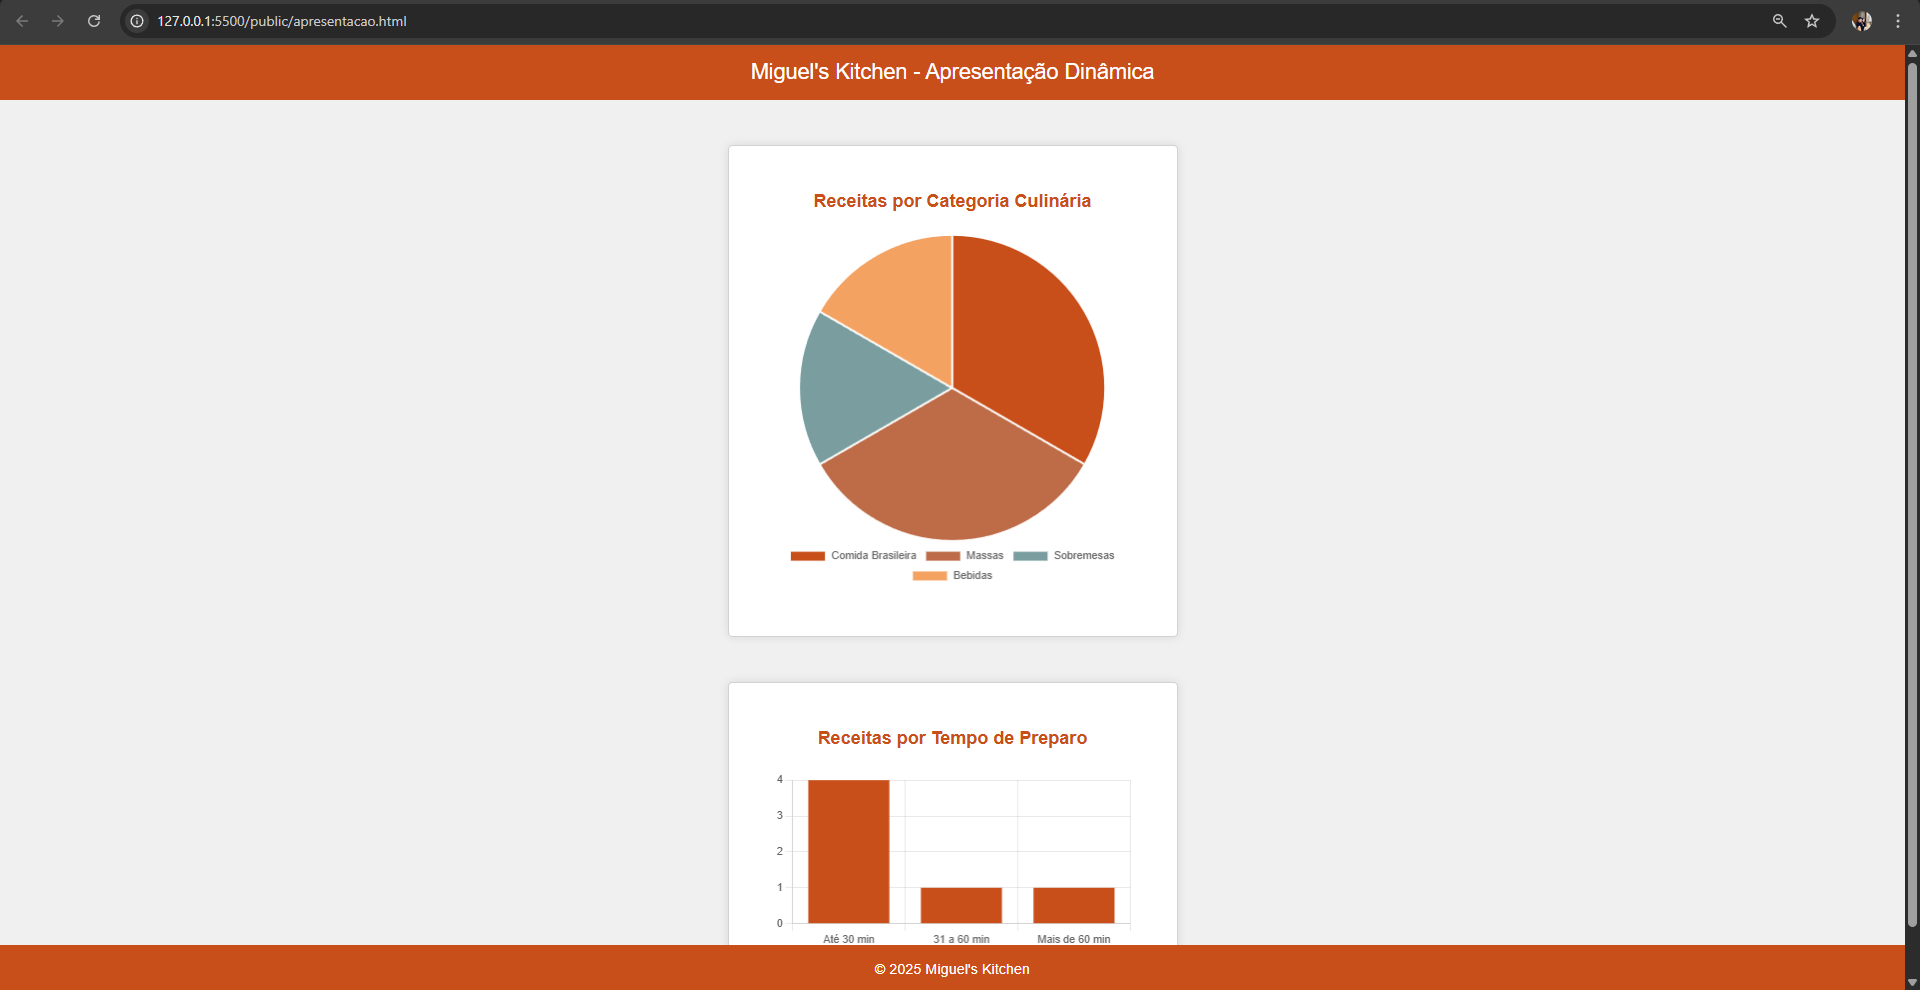 127.0.0.1:5500/public/apresentacao.html
Miguel's Kitchen - Apresentação Dinâmica
Receitas por Categoria Culinária
Comida Brasileira Massas Sobremesas
Bebidas
Receitas por Tempo de Preparo
4
3
2
1
0
Até 30 min 31 a 60 min Mais de 60 min
© 2025 Miguel's Kitchen